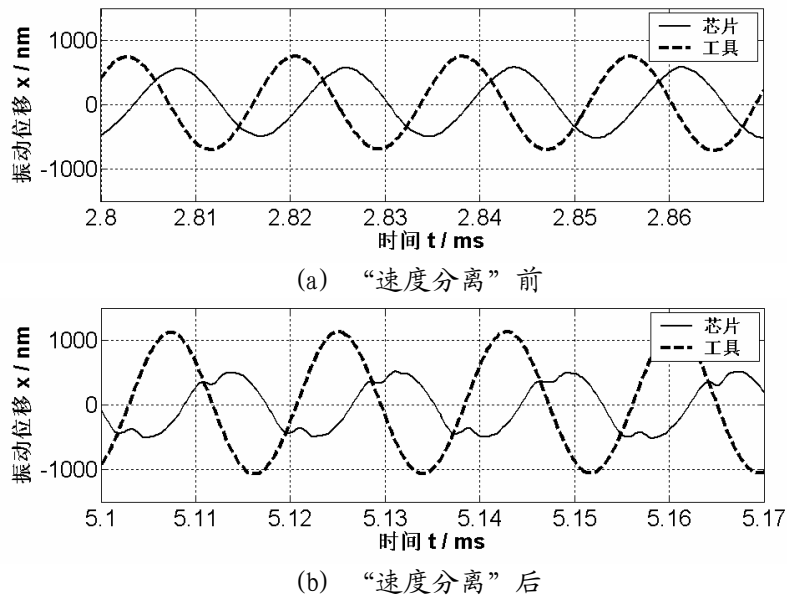 芯片
工具
1000
0
-1000
振动位移 x / nm
2.8 2.81 2.82 2.83 2.84 2.85 2.86
时间 t / ms
(a) “速度分离”前
芯片
工具
1000
0
-1000
振动位移 x / nm
5.1 5.11 5.12 5.13 5.14 5.15 5.16 5.17
时间 t / ms
(b) “速度分离”后